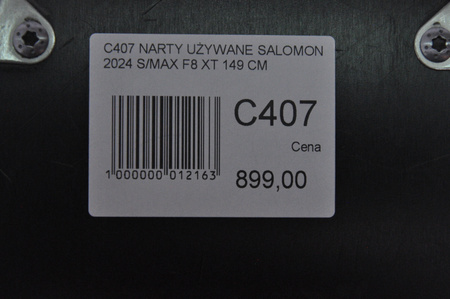 C407 NARTY UŻYWANE SALOMON
2024 S/MAX F8 XT 149 CM
C407
Cena
899,00
1 000000 012163